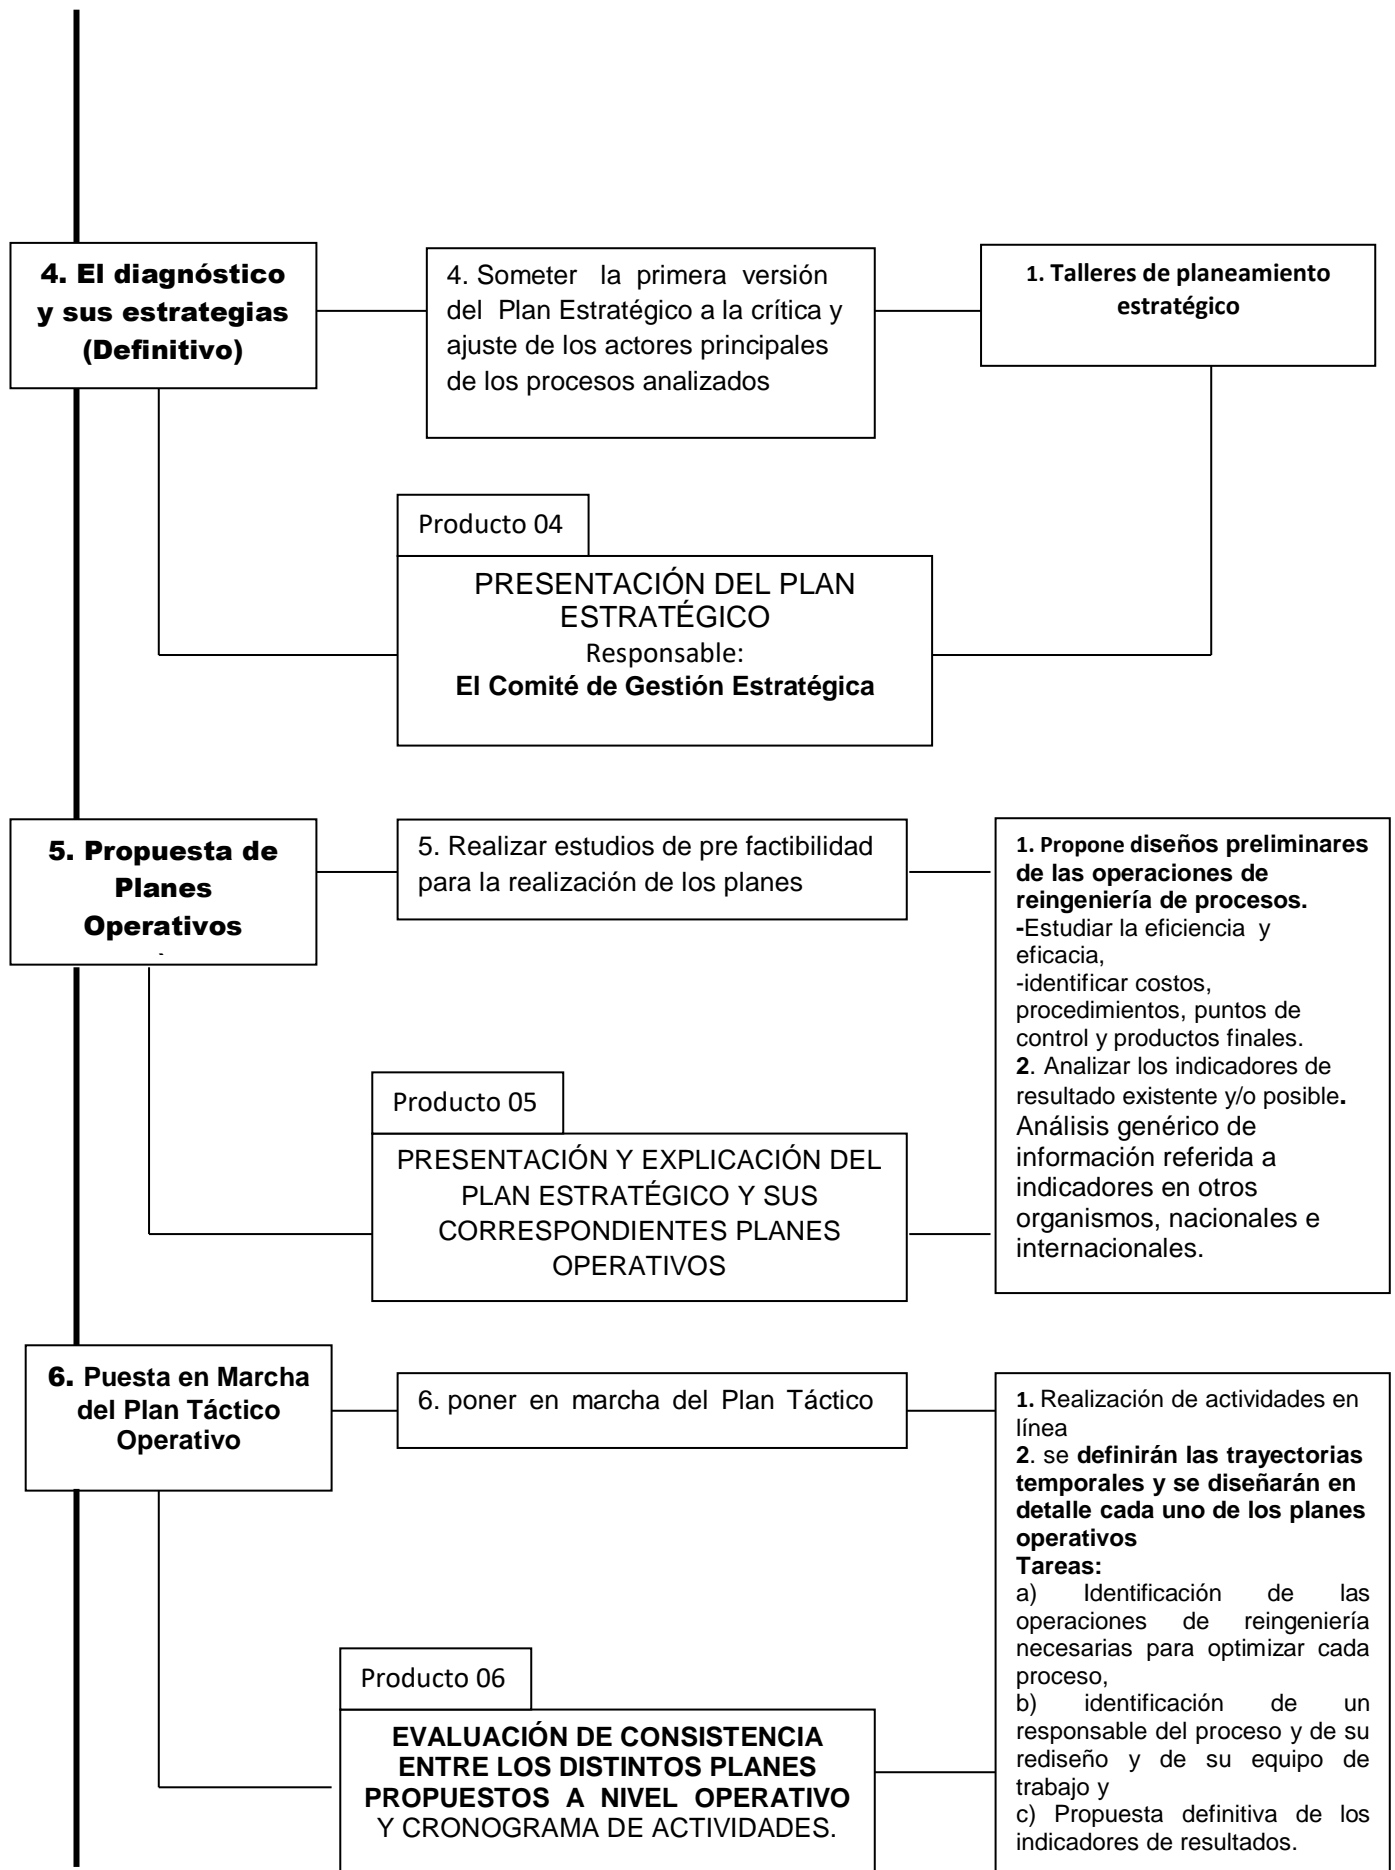 4. El diagnóstico
y sus estrategias
(Definitivo)
4. Someter la primera versión
del Plan Estratégico a la crítica y
ajuste de los actores principales
de los procesos analizados
1. Talleres de planeamiento
estratégico
Producto 04
PRESENTACIÓN DEL PLAN
ESTRATÉGICO
Responsable:
El Comité de Gestión Estratégica
5. Propuesta de
Planes
Operativos
5. Realizar estudios de pre factibilidad
para la realización de los planes
1. Propone diseños preliminares
de las operaciones de
reingeniería de procesos.
-Estudiar la eficiencia y
eficacia,
-identificar costos,
procedimientos, puntos de
control y productos finales.
2. Analizar los indicadores de
resultado existente y/o posible.
Análisis genérico de
información referida a
indicadores en otros
organismos, nacionales e
internacionales.
Producto 05
PRESENTACIÓN Y EXPLICACIÓN DEL
PLAN ESTRATÉGICO Y SUS
CORRESPONDIENTES PLANES
OPERATIVOS
6. Puesta en Marcha
del Plan Táctico
Operativo
6. poner en marcha del Plan Táctico
1. Realización de actividades en
línea
2. se definirán las trayectorias
temporales y se diseñarán en
detalle cada uno de los planes
operativos
Tareas:
a) Identificación de las
operaciones de reingeniería
necesarias para optimizar cada
proceso,
b) identificación de un
responsable del proceso y de su
rediseño y de su equipo de
trabajo y
c) Propuesta definitiva de los
indicadores de resultados.
Producto 06
EVALUACIÓN DE CONSISTENCIA
ENTRE LOS DISTINTOS PLANES
PROPUESTOS A NIVEL OPERATIVO
Y CRONOGRAMA DE ACTIVIDADES.